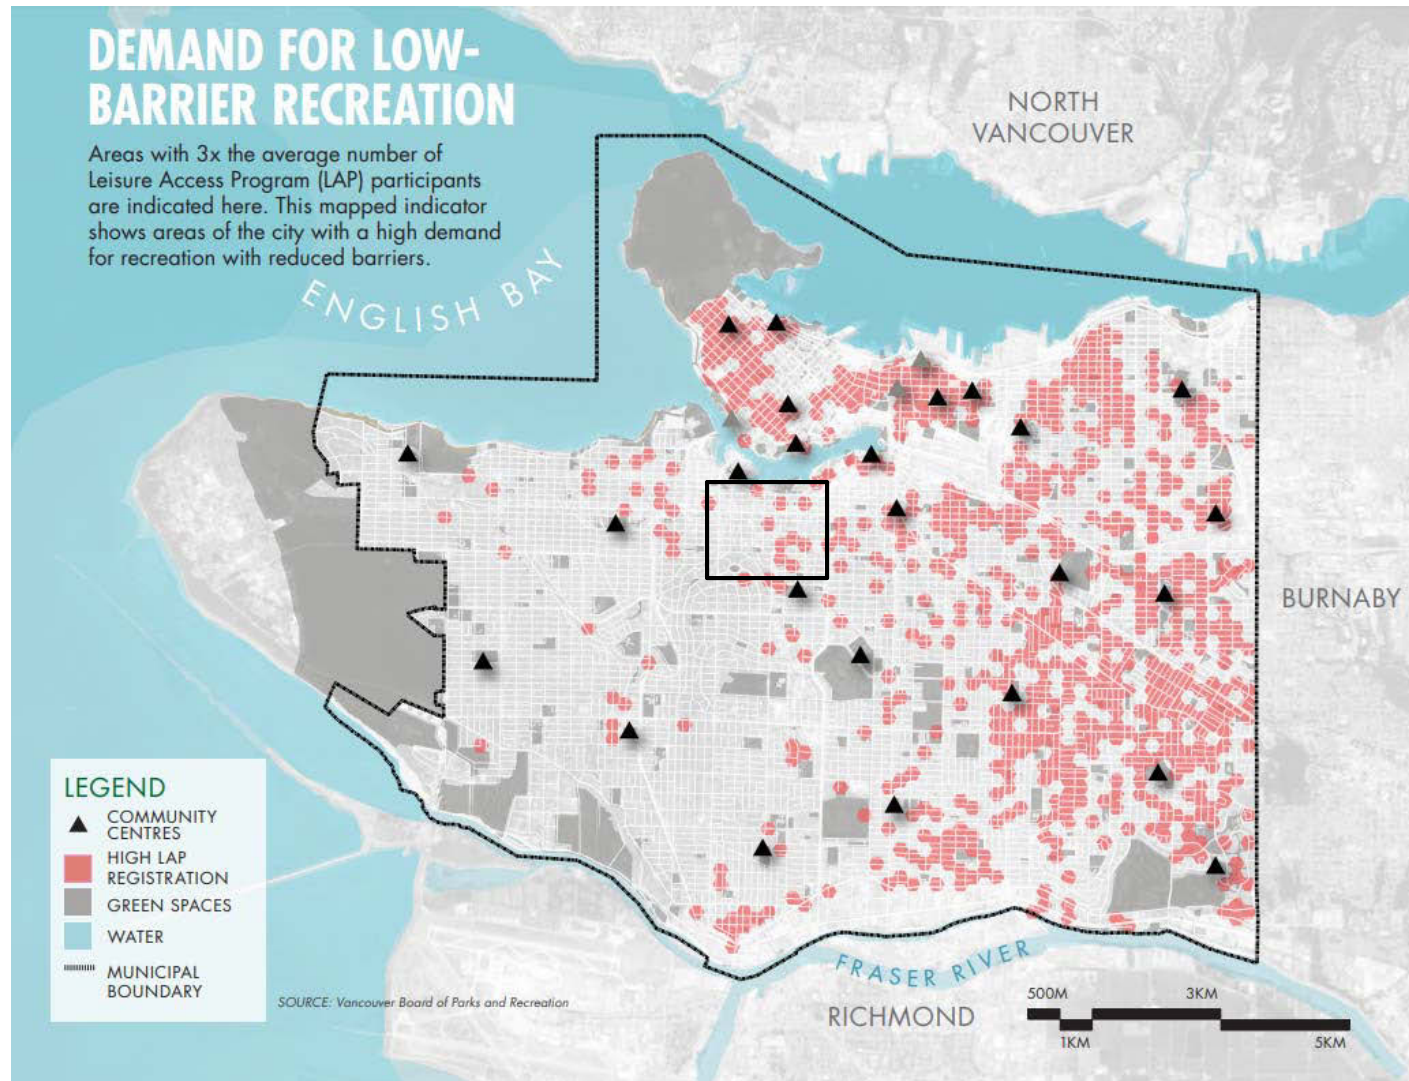 DEMAND FOR LOW-
BARRIER RECREATION
Areas with 3x the average number of
Leisure Access Program (LAP) participants
are indicated here. This mapped indicator
shows areas of the city with a high demand
for recreation with reduced barriers.
NORTH
VANCOUVER
ENGLISH BAY
BURNABY
LEGEND
COMMUNITY
CENTRES
HIGH LAP
REGISTRATION
GREEN SPACES
WATER
MUNICIPAL
BOUNDARY
SOURCE: Vancouver Board of Parks and Recreation
FRASER RIVER
RICHMOND
500M 3KM
1KM 5KM